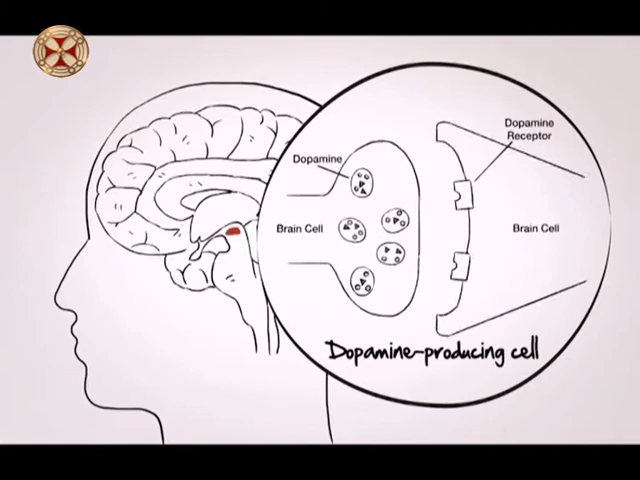 Dopamine
Receptor
Dopamine
Brain Cell
Brain Cell
Dopamine-producing cell